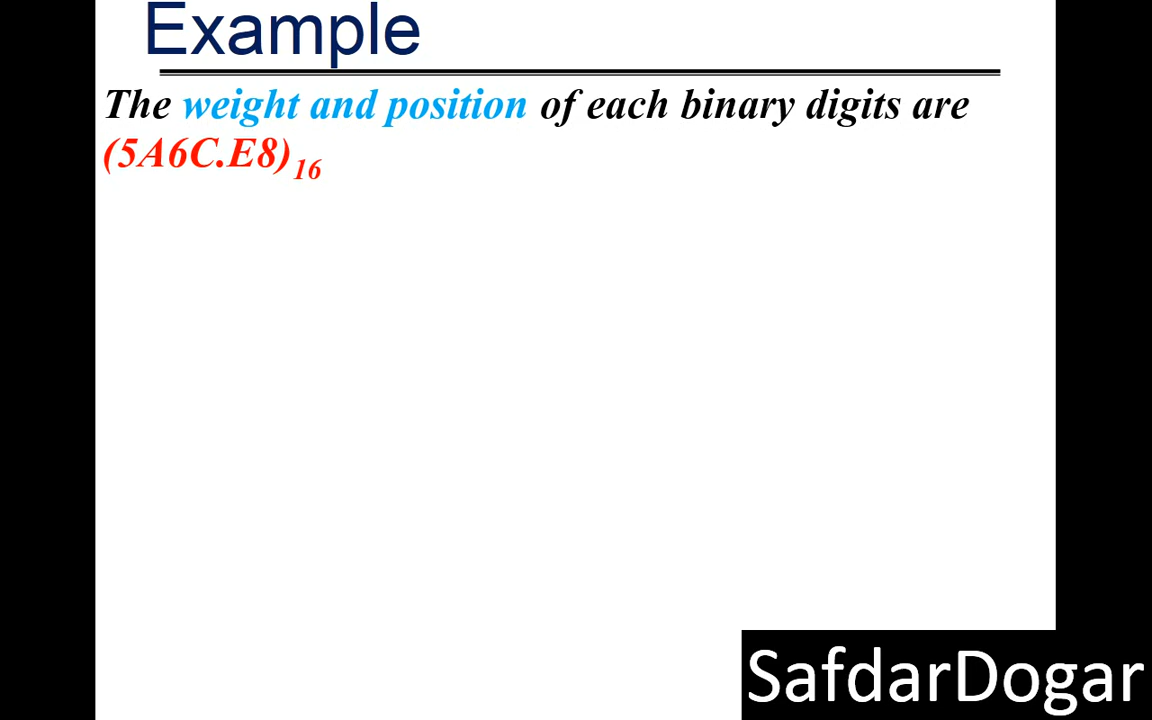 Example
The weight and position of each binary digits are
(5A6C.E8)16
SafdarDogar